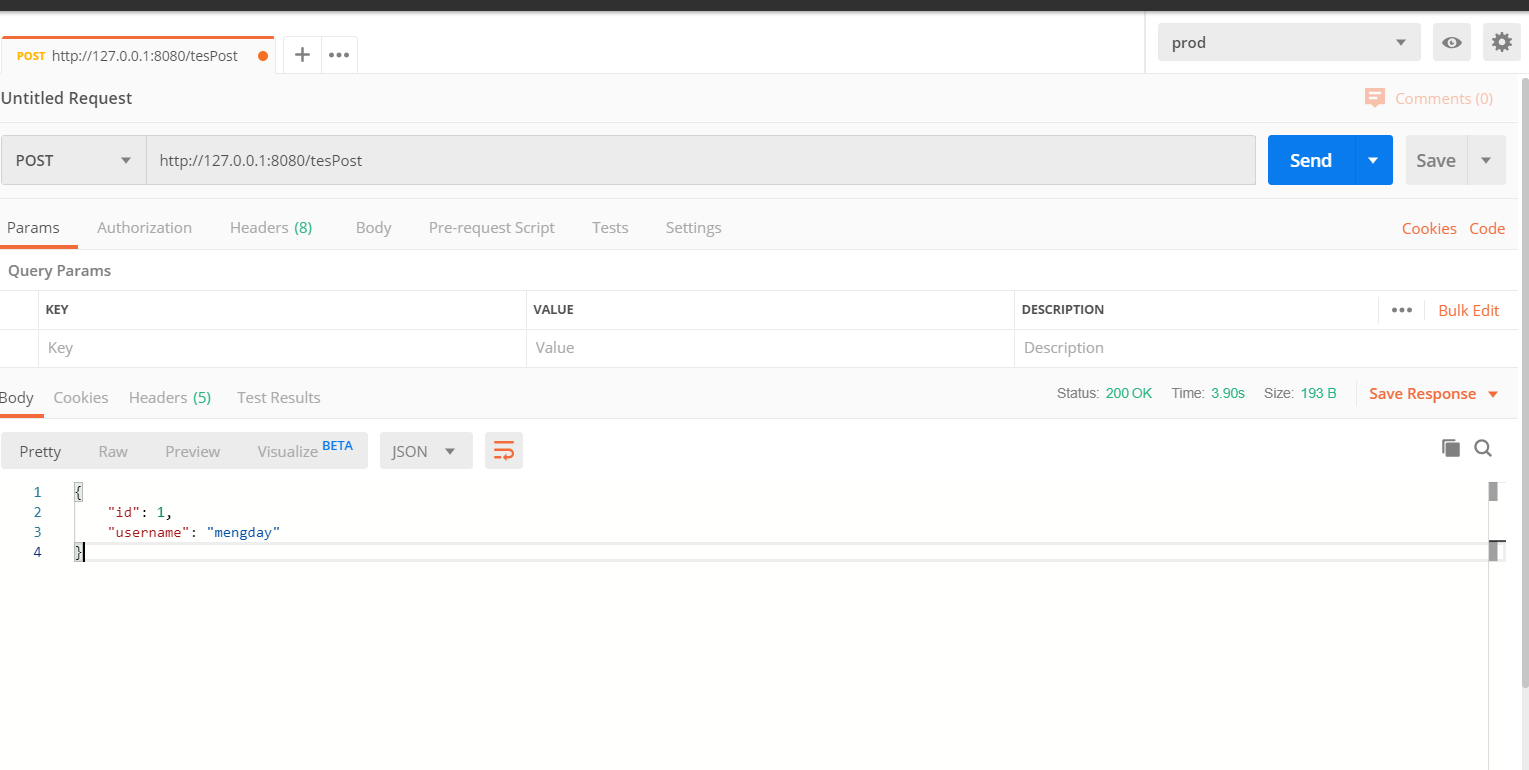 POST http://127.0.0.1:8080/tesPost
prod
Untitled Request
Comments (0)
POST http://127.0.0.1:8080/tesPost Send Save
Params Authorization Headers (8) Body Pre-request Script Tests Settings Cookies Code
Query Params
KEY VALUE DESCRIPTION Bulk Edit
Key Value Description
Body Cookies Headers (5) Test Results Status: 200 OK Time: 3.90s Size: 193 B Save Response
Pretty Raw Preview Visualize BETA JSON
1 {
2 "id": 1,
3 "username": "mengday"
4 }